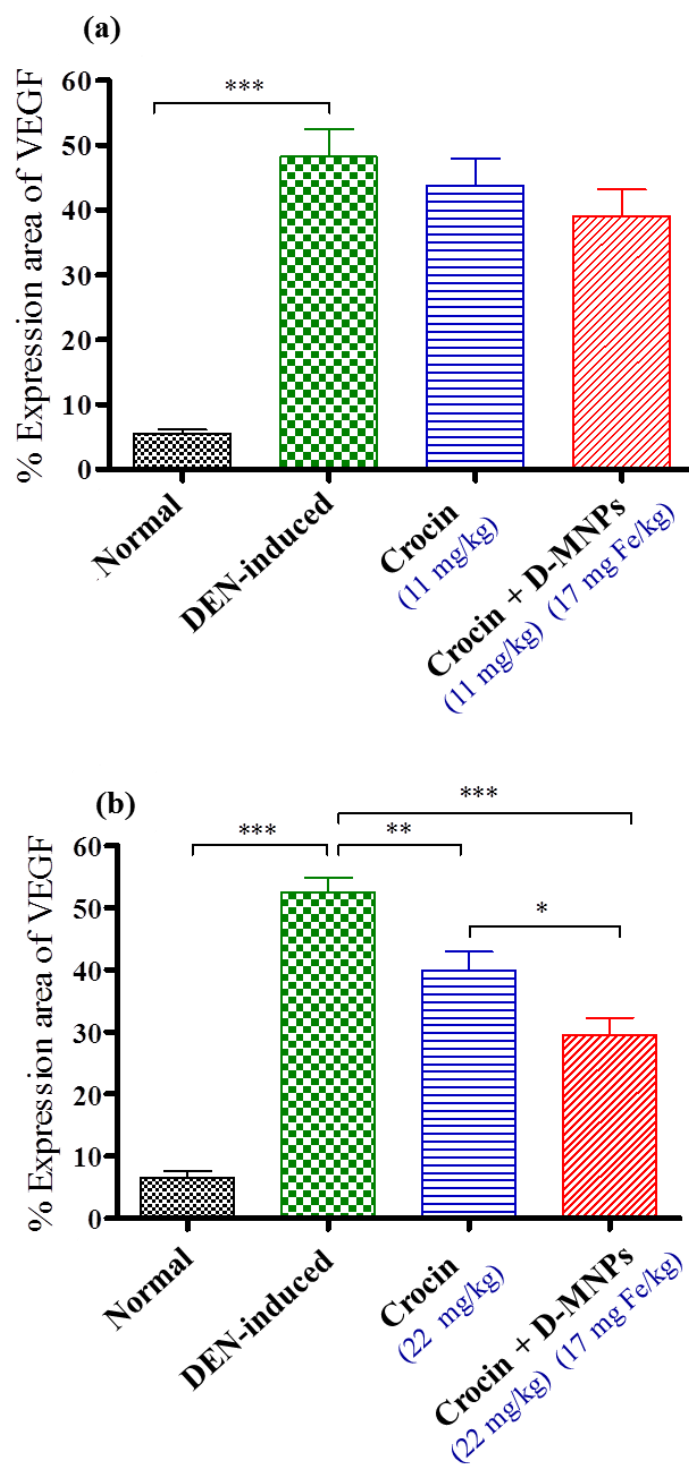 (a)
% Expression area of VEGF
60
50
40
30
20
10
0
***
Normal
DEN-induced
Crocin
(11 mg/kg)
Crocin + D-MNPs
(11 mg/kg) (17 mg Fe/kg)
(b)
% Expression area of VEGF
60
50
40
30
20
10
0
***
***
**
*
Normal
DEN-induced
Crocin
(22 mg/kg)
Crocin + D-MNPs
(22 mg/kg) (17 mg Fe/kg)